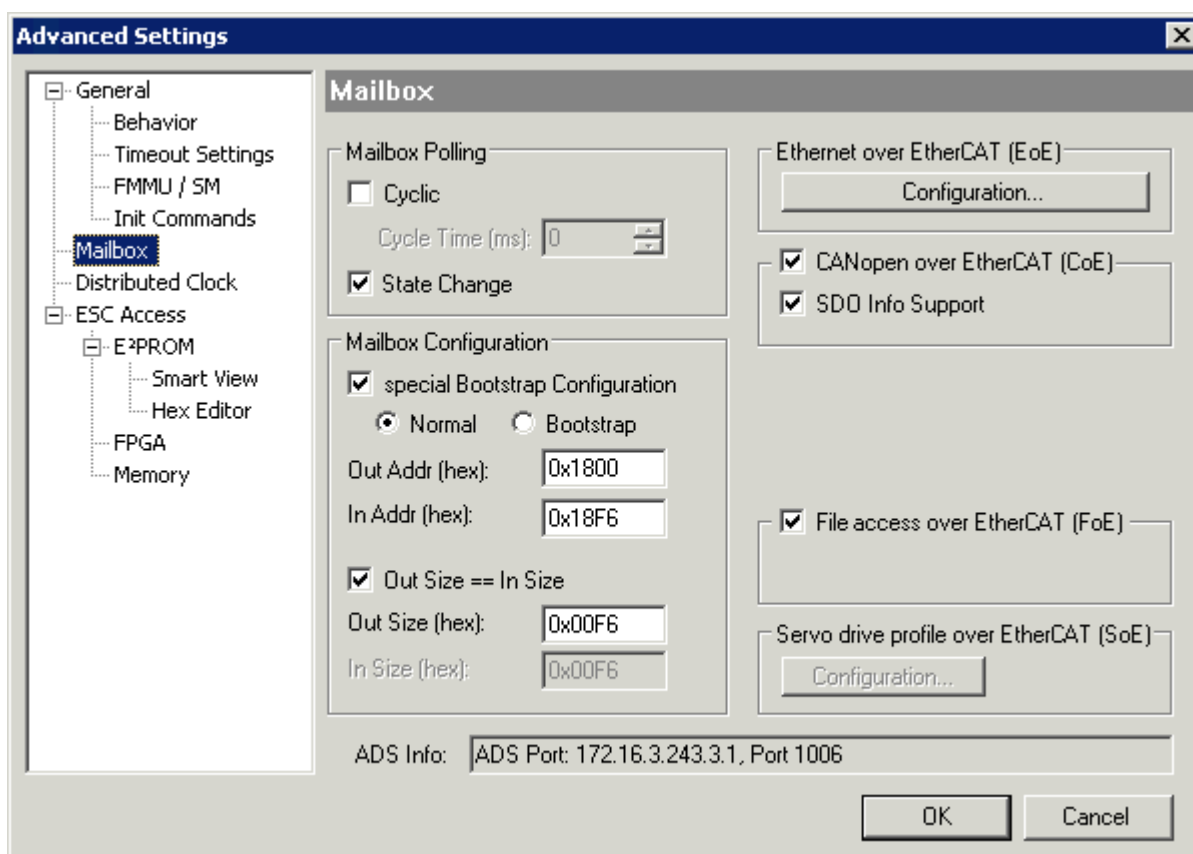 Advanced Settings
General
Behavior
Timeout Settings
FMMU / SM
Init Commands
Mailbox
Distributed Clock
ESC Access
E²PROM
Smart View
Hex Editor
FPGA
Memory
Mailbox
Mailbox Polling
Cyclic
Cycle Time (ms): 0
State Change
Mailbox Configuration
special Bootstrap Configuration
Normal Bootstrap
Out Addr (hex): 0x1800
In Addr (hex): 0x18F6
Out Size == In Size
Out Size (hex): 0x00F6
In Size (hex): 0x00F6
Ethernet over EtherCAT (EoE)
Configuration...
CANopen over EtherCAT (CoE)
SDO Info Support
File access over EtherCAT (FoE)
Servo drive profile over EtherCAT (SoE)
Configuration...
ADS Info: ADS Port: 172.16.3.243.3.1, Port 1006
OK Cancel